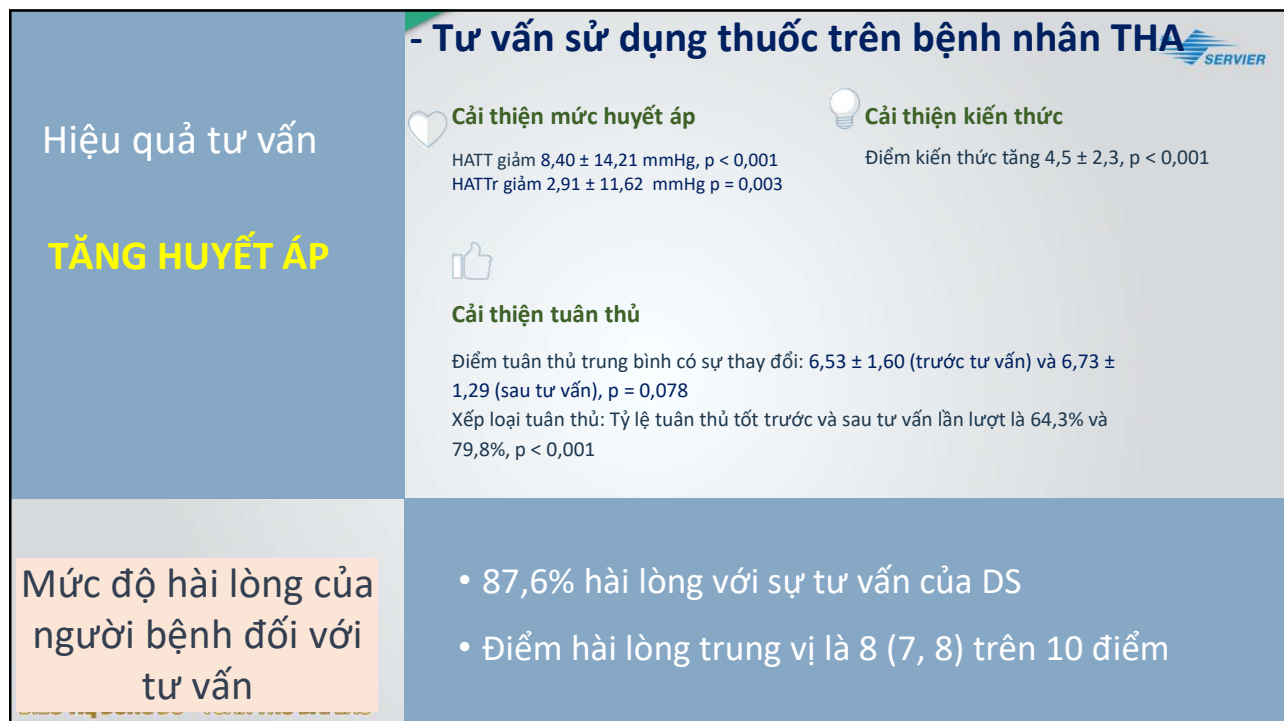 - Tư vấn sử dụng thuốc trên bệnh nhân THA
SERVIER
Hiệu quả tư vấn
TĂNG HUYẾT ÁP
Cải thiện mức huyết áp
HATT giảm 8,40 ± 14,21 mmHg, p < 0,001
HATTr giảm 2,91 ± 11,62 mmHg p = 0,003
Cải thiện kiến thức
Điểm kiến thức tăng 4,5 ± 2,3, p < 0,001
Cải thiện tuân thủ
Điểm tuân thủ trung bình có sự thay đổi: 6,53 ± 1,60 (trước tư vấn) và 6,73 ±
1,29 (sau tư vấn), p = 0,078
Xếp loại tuân thủ: Tỷ lệ tuân thủ tốt trước và sau tư vấn lần lượt là 64,3% và
79,8%, p < 0,001
Mức độ hài lòng của
người bệnh đối với
tư vấn
• 87,6% hài lòng với sự tư vấn của DS
• Điểm hài lòng trung vị là 8 (7, 8) trên 10 điểm